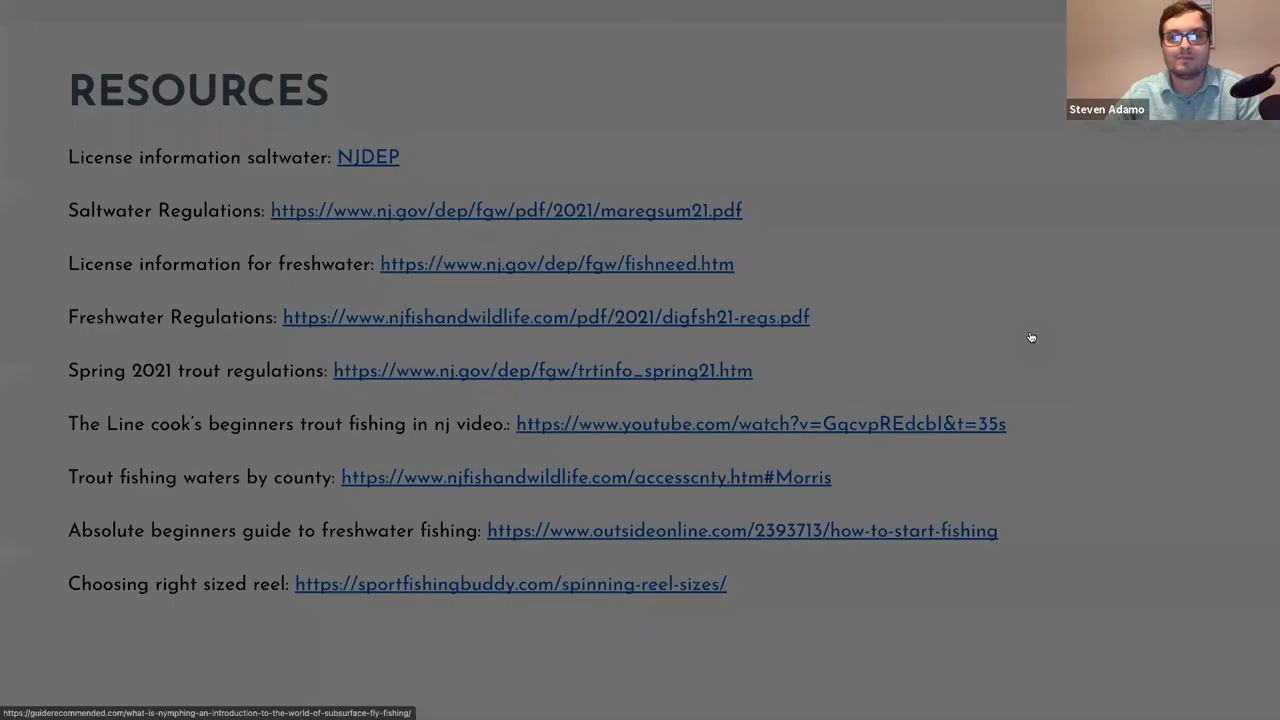 RESOURCES
Steven Adamo
License information saltwater: NJDEP
Saltwater Regulations: https://www.nj.gov/dep/fgw/pdf/2021/maregsum21.pdf
License information for freshwater: https://www.nj.gov/dep/fgw/fishneed.htm
Freshwater Regulations: https://www.njfishandwildlife.com/pdf/2021/digfsh21-regs.pdf
Spring 2021 trout regulations: https://www.nj.gov/dep/fgw/trtinfo_spring21.htm
The Line cook's beginners trout fishing in nj video.: https://www.youtube.com/watch?v=GqcvpREdcbI&t=35s
Trout fishing waters by county: https://www.njfishandwildlife.com/accesscnty.htm#Morris
Absolute beginners guide to freshwater fishing: https://www.outsideonline.com/2393713/how-to-start-fishing
Choosing right sized reel: https://sportfishingbuddy.com/spinning-reel-sizes/
https://guiderecommended.com/what-is-nymphing-an-introduction-to-the-world-of-subsurface-fly-fishing/